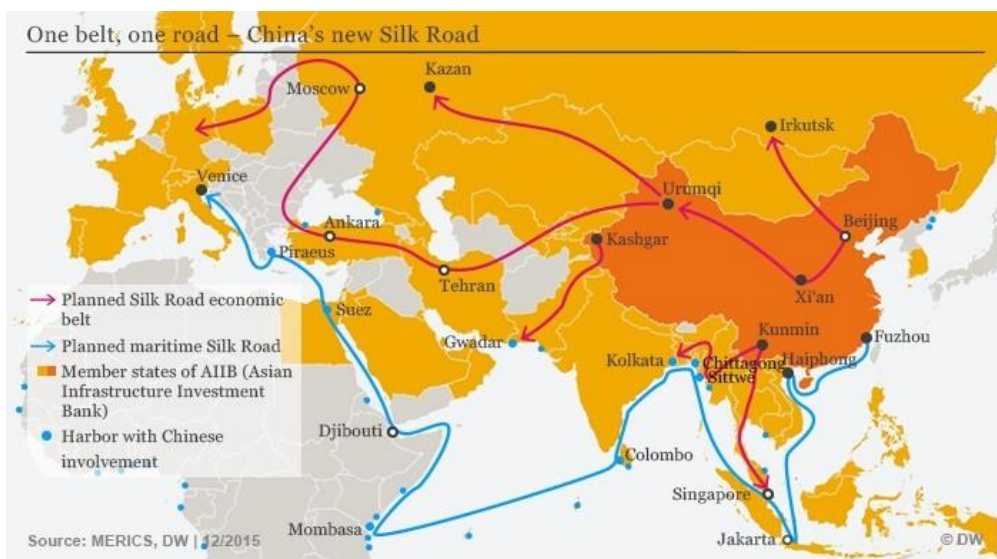 One belt, one road – China's new Silk Road
Moscow
Kazan
Irkutsk
Venice
Urumqi
Ankara
Kashgar
Beijing
Piraeus
Tehran
Xi'an
Planned Silk Road economic
belt
Planned maritime Silk Road
Member states of AIIB (Asian
Infrastructure Investment
Bank)
Harbor with Chinese
involvement
Suez
Gwadar
Kolkata
Chittagong
Sittwe
Kunmin
Haiphong
Fuzhou
Djibouti
Colombo
Singapore
Mombasa
Jakarta
Source: MERICS, DW | 12/2015
© DW